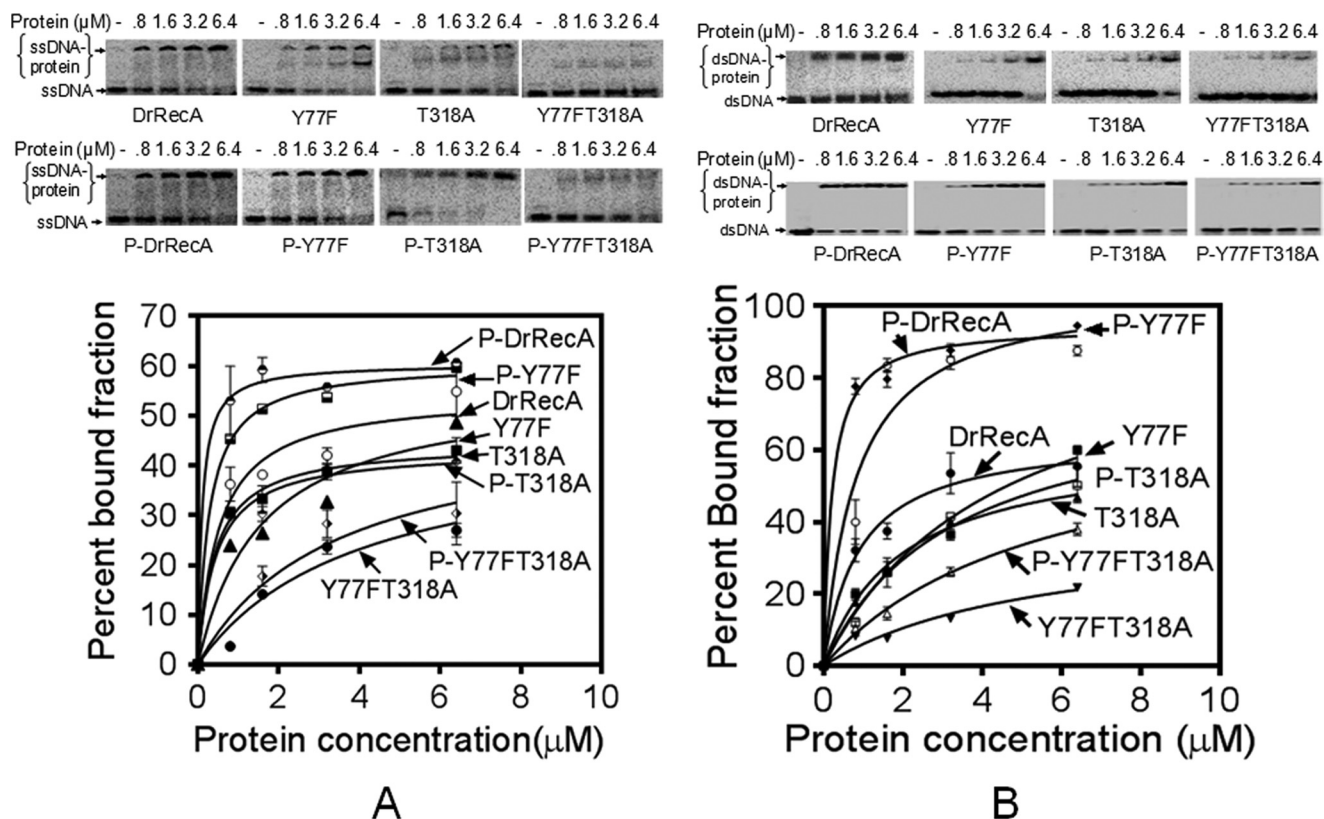 Protein (μM) - .8 1.6 3.2 6.4 - .8 1.6 3.2 6.4 - .8 1.6 3.2 6.4 - .8 1.6 3.2 6.4
ssDNA-
protein
ssDNA
DrRecA Y77F T318A Y77FT318A
Protein (μM) - .8 1.6 3.2 6.4 - .8 1.6 3.2 6.4 - .8 1.6 3.2 6.4 - .8 1.6 3.2 6.4
ssDNA-
protein
ssDNA
P-DrRecA P-Y77F P-T318A P-Y77FT318A
Percent bound fraction
70
60
50
40
30
20
10
0
P-DrRecA
P-Y77F
DrRecA
Y77F
T318A
P-T318A
P-Y77FT318A
Y77FT318A
0 2 4 6 8 10
Protein concentration(μM)
A
Protein (μM) - .8 1.6 3.2 6.4 - .8 1.6 3.2 6.4 - .8 1.6 3.2 6.4 - .8 1.6 3.2 6.4
dsDNA-
protein
dsDNA
DrRecA Y77F T318A Y77FT318A
Protein (μM)- .8 1.6 3.2 6.4 - .8 1.6 3.2 6.4 - .8 1.6 3.2 6.4 - .8 1.6 3.2 6.4
dsDNA-
protein
dsDNA
P-DrRecA P-Y77F P-T318A P-Y77FT318A
Percent Bound fraction
100
80
60
40
20
0
P-DrRecA
P-Y77F
DrRecA
Y77F
P-T318A
T318A
P-Y77FT318A
Y77FT318A
0 2 4 6 8 10
Protein concentration (μM)
B